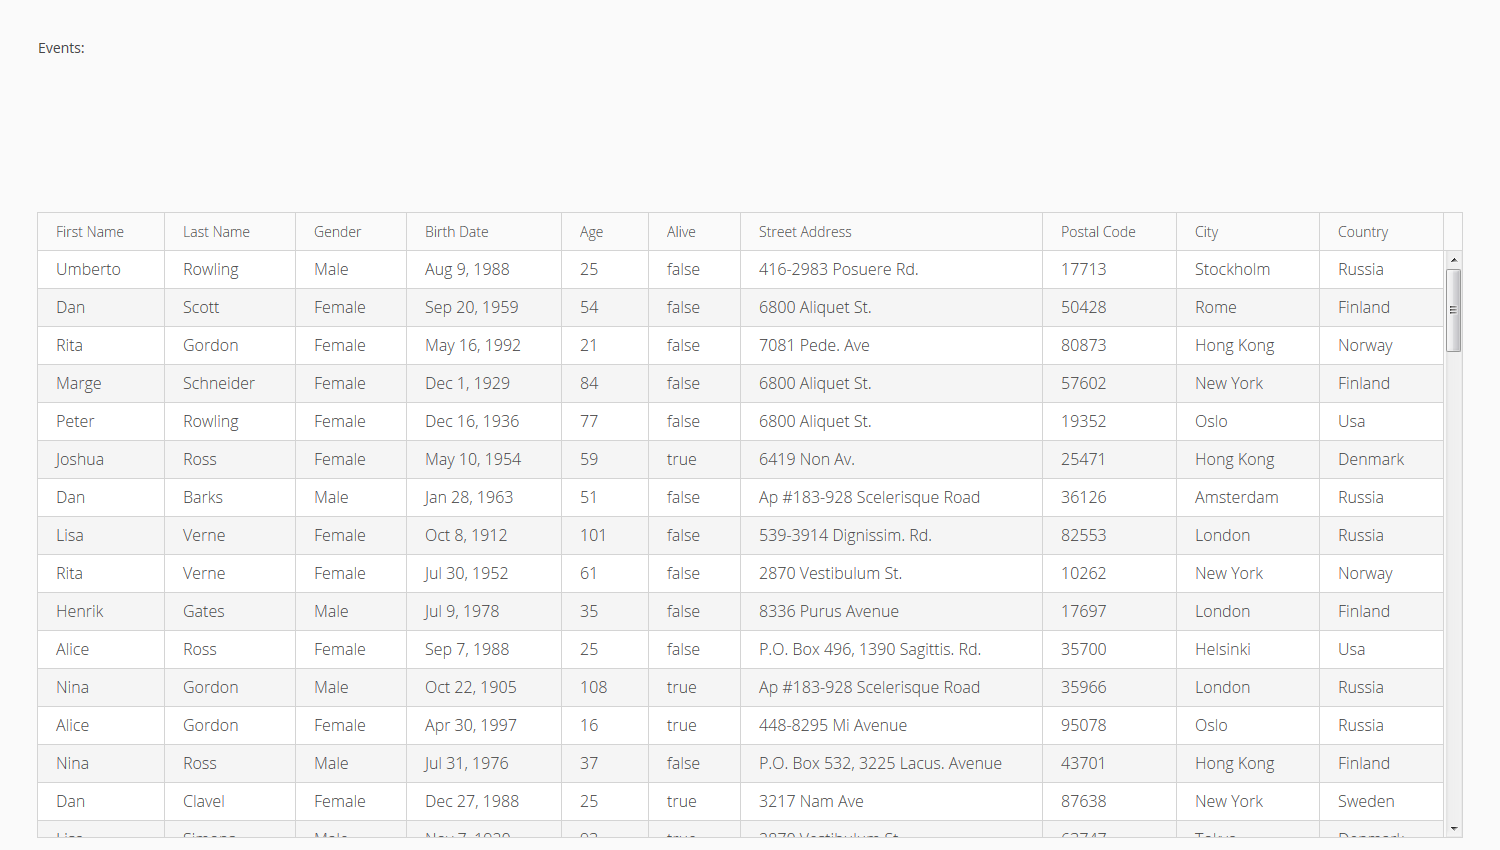 Events:
First Name Last Name Gender Birth Date Age Alive Street Address Postal Code City Country
Umberto Rowling Male Aug 9, 1988 25 false 416-2983 Posuere Rd. 17713 Stockholm Russia
Dan Scott Female Sep 20, 1959 54 false 6800 Aliquet St. 50428 Rome Finland
Rita Gordon Female May 16, 1992 21 false 7081 Pede. Ave 80873 Hong Kong Norway
Marge Schneider Female Dec 1, 1929 84 false 6800 Aliquet St. 57602 New York Finland
Peter Rowling Female Dec 16, 1936 77 false 6800 Aliquet St. 19352 Oslo Usa
Joshua Ross Female May 10, 1954 59 true 6419 Non Av. 25471 Hong Kong Denmark
Dan Barks Male Jan 28, 1963 51 false Ap #183-928 Scelerisque Road 36126 Amsterdam Russia
Lisa Verne Female Oct 8, 1912 101 false 539-3914 Dignissim. Rd. 82553 London Russia
Rita Verne Female Jul 30, 1952 61 false 2870 Vestibulum St. 10262 New York Norway
Henrik Gates Male Jul 9, 1978 35 false 8336 Purus Avenue 17697 London Finland
Alice Ross Female Sep 7, 1988 25 false P.O. Box 496, 1390 Sagittis. Rd. 35700 Helsinki Usa
Nina Gordon Male Oct 22, 1905 108 true Ap #183-928 Scelerisque Road 35966 London Russia
Alice Gordon Female Apr 30, 1997 16 true 448-8295 Mi Avenue 95078 Oslo Russia
Nina Ross Male Jul 31, 1976 37 false P.O. Box 532, 3225 Lacus. Avenue 43701 Hong Kong Finland
Dan Clavel Female Dec 27, 1988 25 true 3217 Nam Ave 87638 New York Sweden